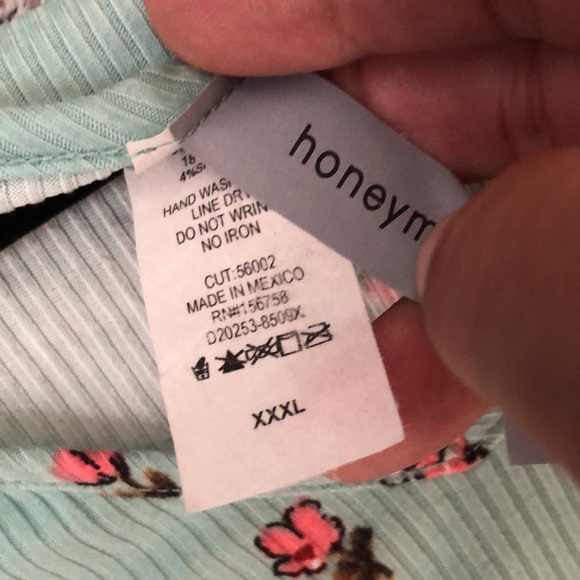 honeym
16
HAND WAS
LINE DR
DO NOT WRIN
NO IRON
CUT:56002
MADE IN MEXICO
RN#156758
D20253-8509X
XXXL